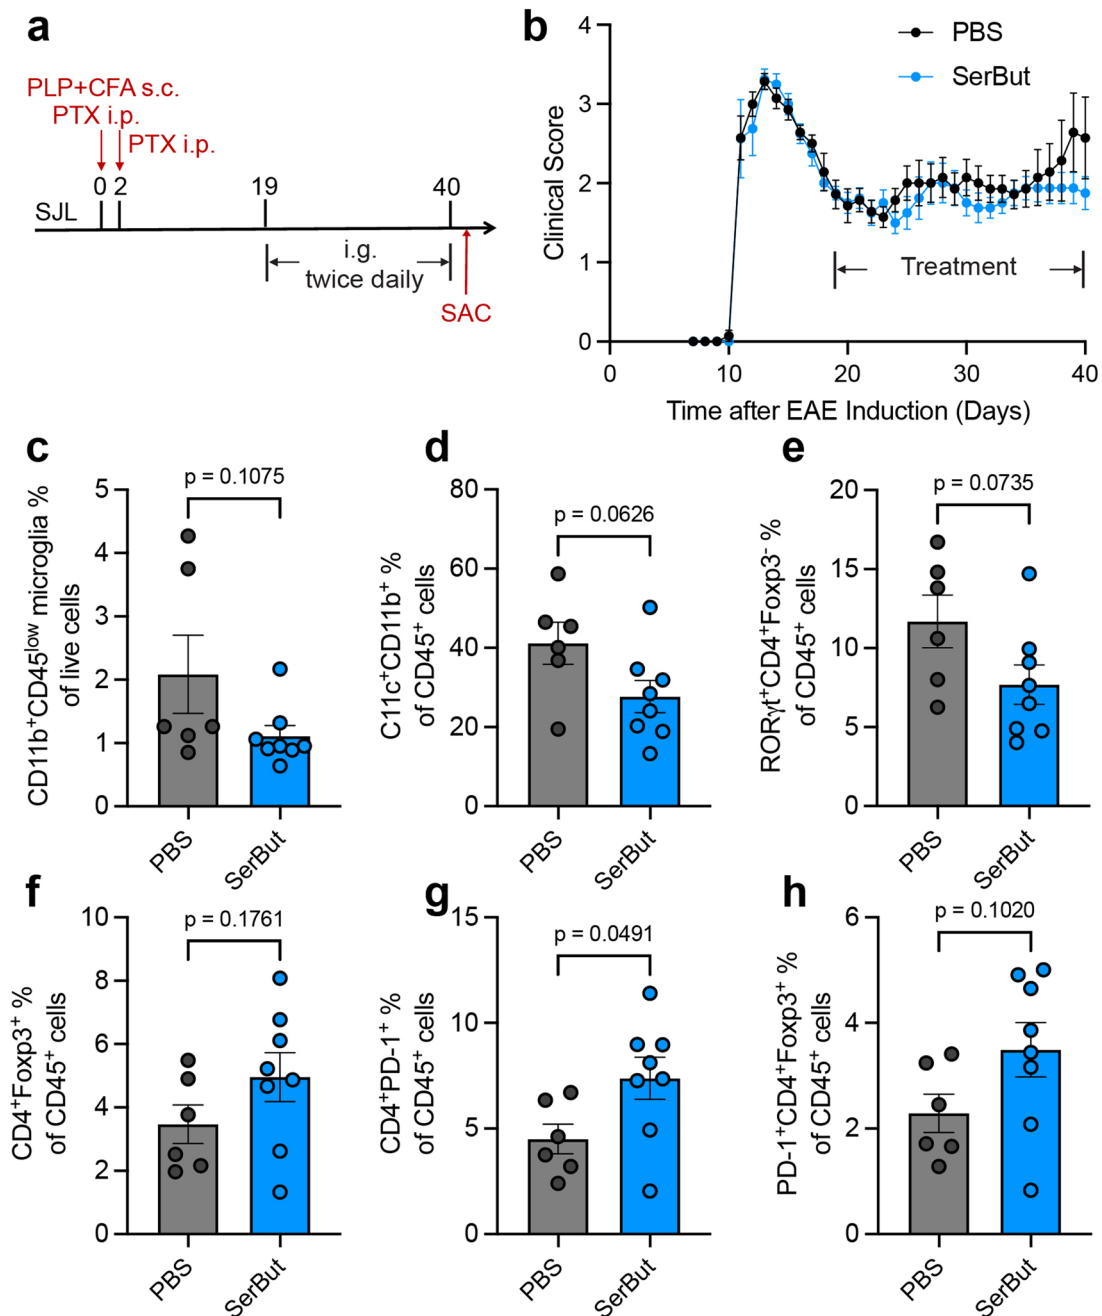 a
PLP+CFA s.c.
PTX i.p.
PTX i.p.
0 2 19 40
SJL
i.g.
twice daily
SAC
b
PBS
SerBut
Clinical Score
4
3
2
1
0
Treatment
0 10 20 30 40
Time after EAE Induction (Days)
c
p = 0.1075
CD11b⁺CD45ˡᵒʷ microglia %
of live cells
5
4
3
2
1
0
PBS SerBut
d
p = 0.0626
C11c⁺CD11b⁺ %
of CD45⁺ cells
80
60
40
20
0
PBS SerBut
e
p = 0.0735
RORγt⁺CD4⁺Foxp3⁻ %
of CD45⁺ cells
20
15
10
5
0
PBS SerBut
f
p = 0.1761
CD4⁺Foxp3⁺ %
of CD45⁺ cells
10
8
6
4
2
0
PBS SerBut
g
p = 0.0491
CD4⁺PD-1⁺ %
of CD45⁺ cells
15
10
5
0
PBS SerBut
h
p = 0.1020
PD-1⁺CD4⁺Foxp3⁺ %
of CD45⁺ cells
6
4
2
0
PBS SerBut